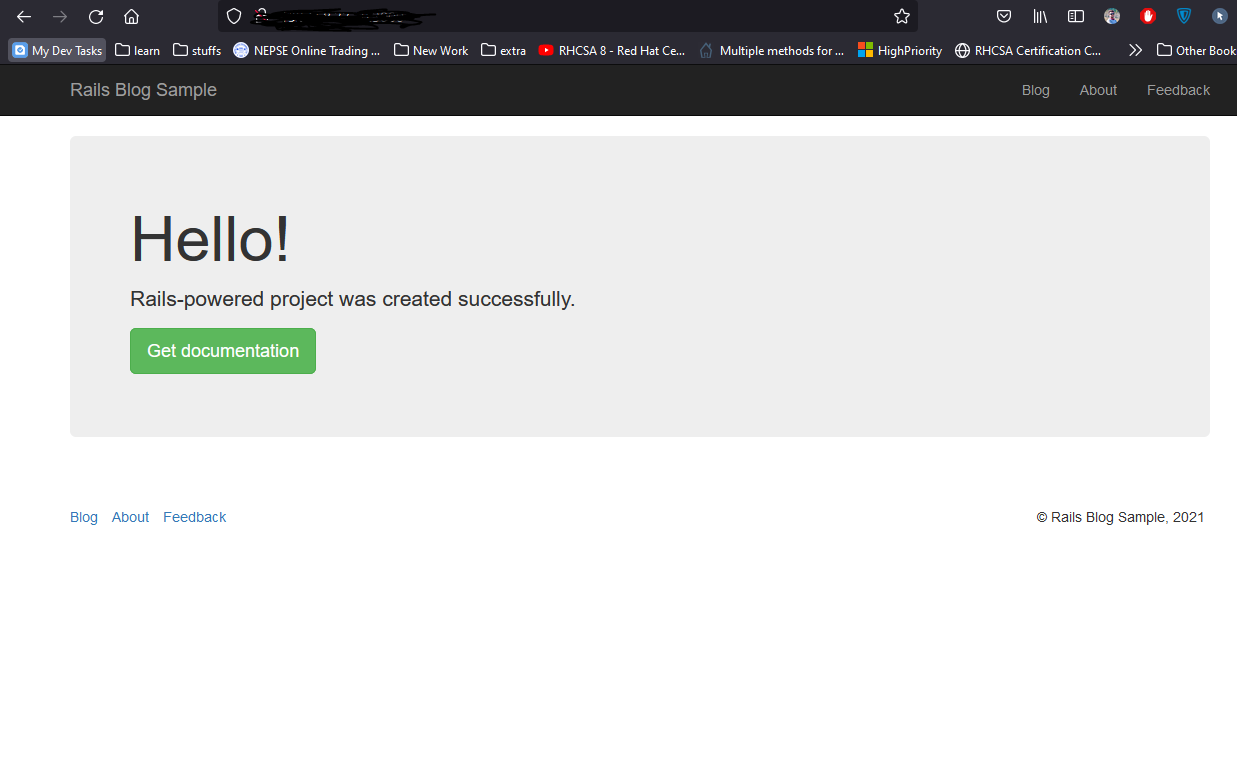 My Dev Tasks learn stuffs NEPSE Online Trading ... New Work extra RHCSA 8 - Red Hat Ce... Multiple methods for ... HighPriority RHCSA Certification C... Other Book
Rails Blog Sample Blog About Feedback
Hello!
Rails-powered project was created successfully.
Get documentation
Blog About Feedback © Rails Blog Sample, 2021